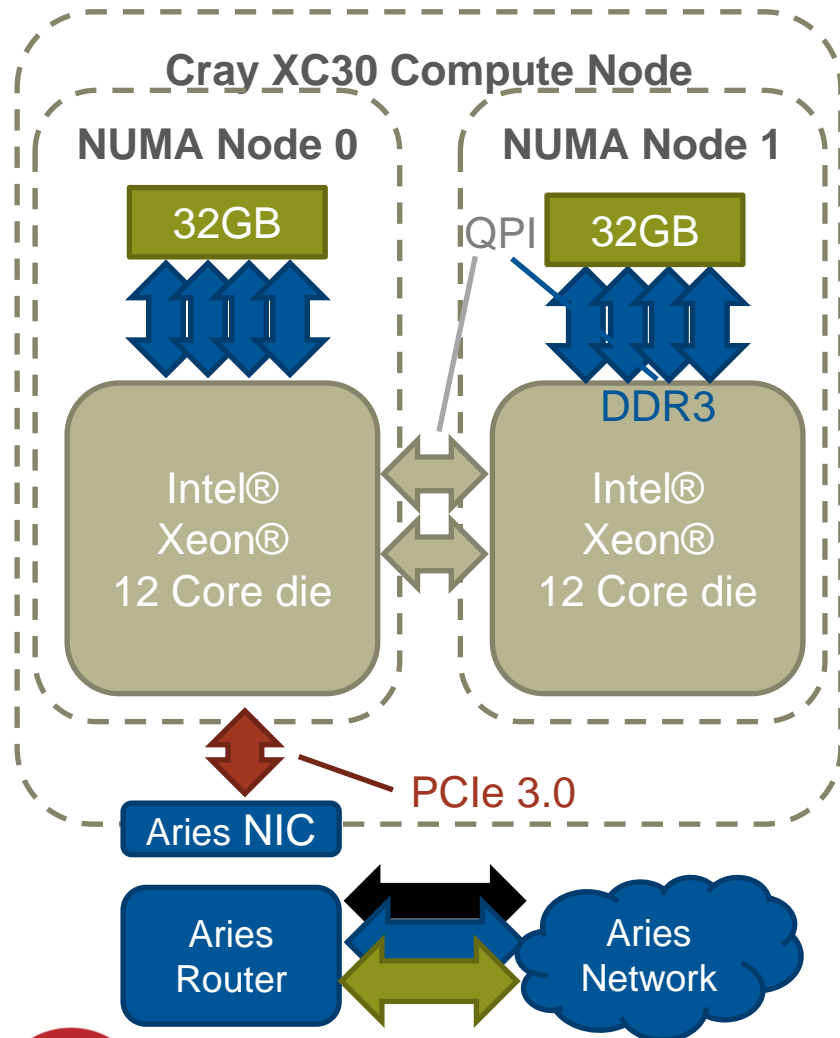 Cray XC30 Compute Node
NUMA Node 0
NUMA Node 1
32GB
QPI
32GB
DDR3
Intel®
Xeon®
12 Core die
Intel®
Xeon®
12 Core die
PCIe 3.0
Aries NIC
Aries
Router
Aries
Network